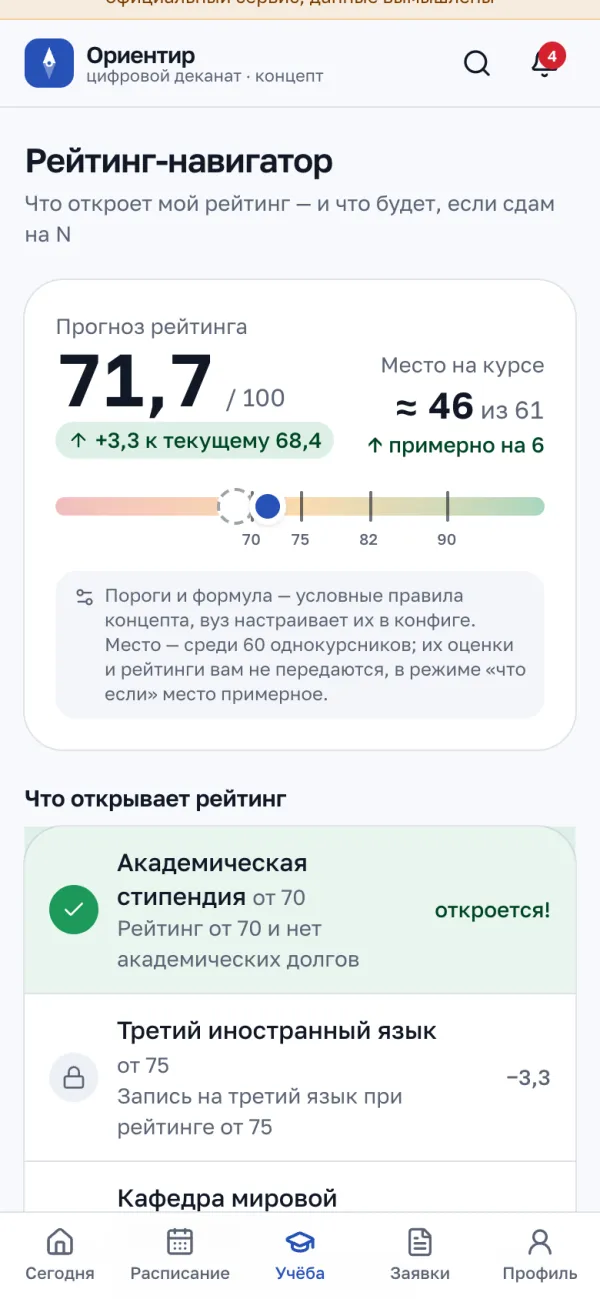 официальный сервис, данные вымышлены
Ориентир
цифровой деканат · концепт
4
Рейтинг-навигатор
Что откроет мой рейтинг — и что будет, если сдам
на N
Прогноз рейтинга
71,7 / 100
Место на курсе
≈ 46 из 61
↑ +3,3 к текущему 68,4
↑ примерно на 6
70 75 82 90
Пороги и формула — условные правила
концепта, вуз настраивает их в конфиге.
Место — среди 60 однокурсников; их оценки
и рейтинги вам не передаются, в режиме «что
если» место примерное.
Что открывает рейтинг
Академическая
стипендия от 70
Рейтинг от 70 и нет
академических долгов
откроется!
Третий иностранный язык
от 75
Запись на третий язык при
рейтинге от 75
−3,3
Кафедра мировой
Сегодня Расписание Учёба Заявки Профиль